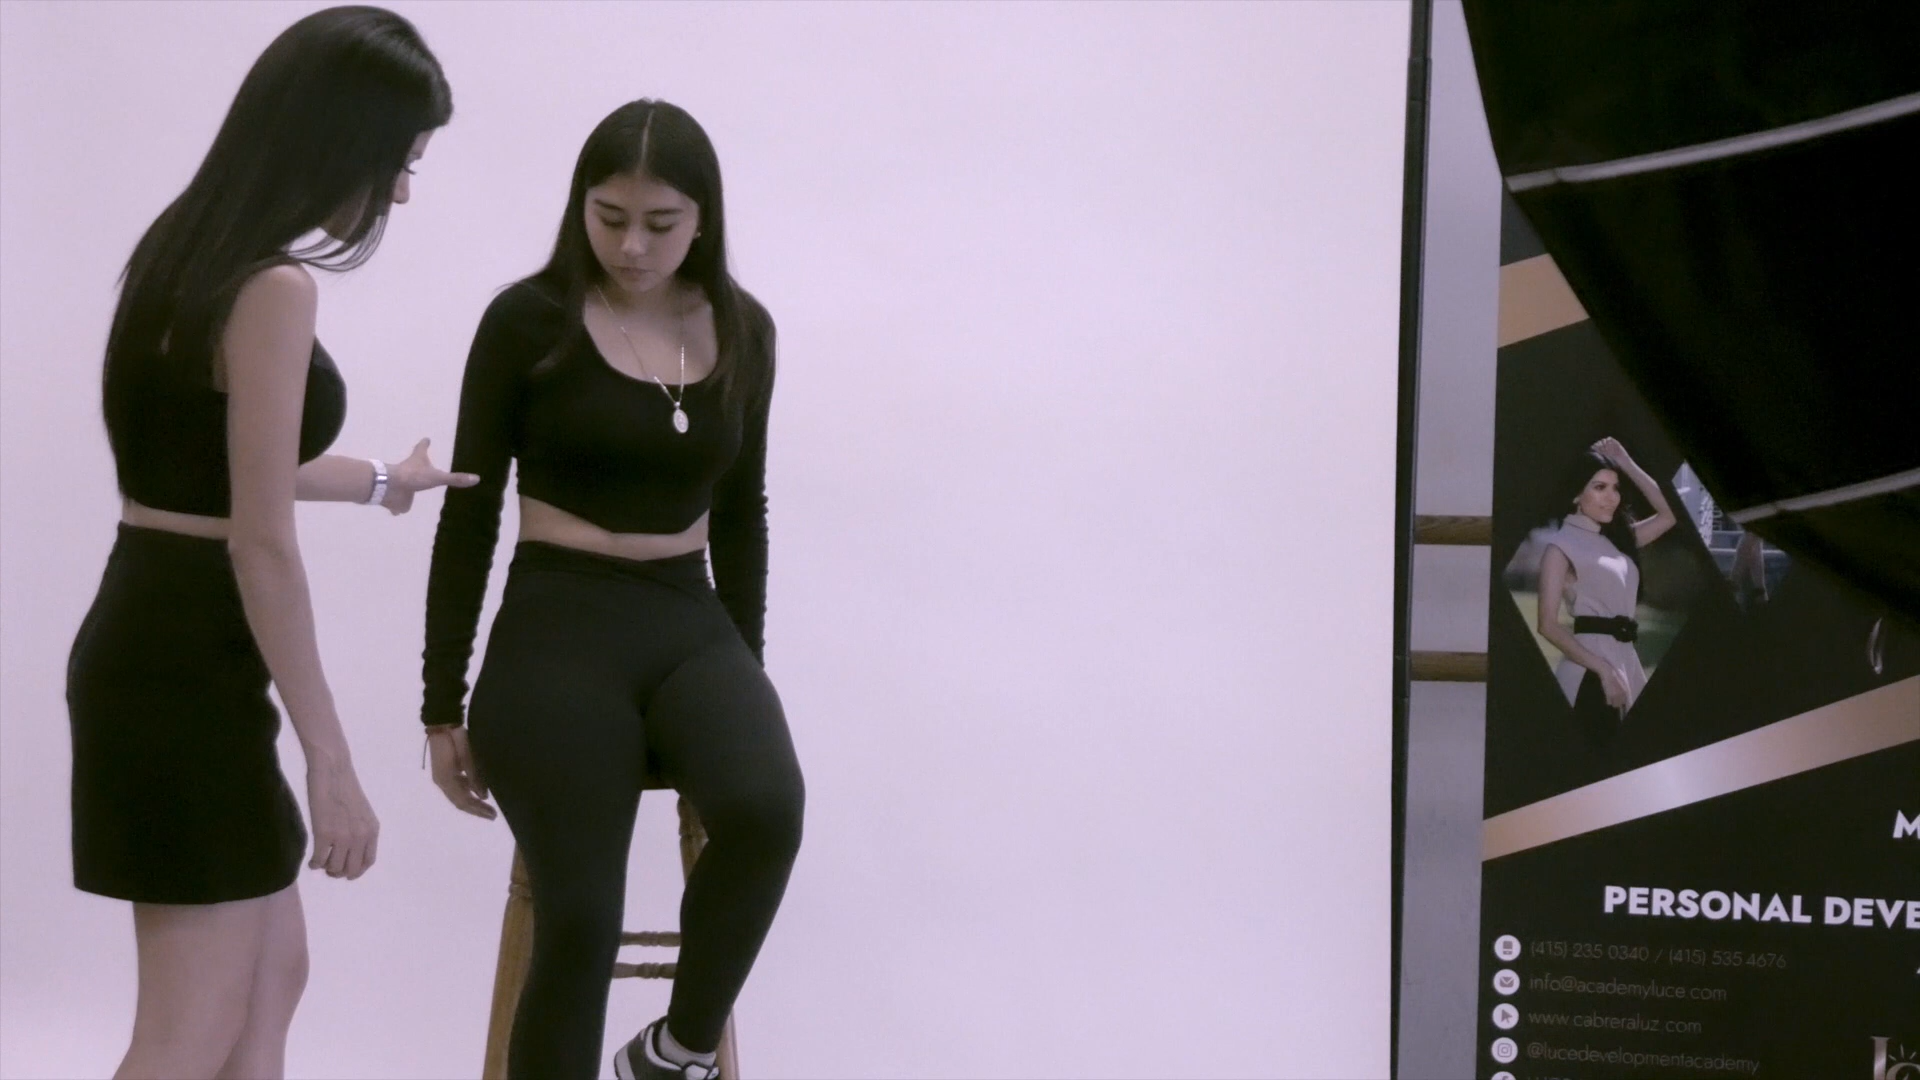 M
PERSONAL DEVE
(415) 235 0340 / (415) 535 4676
info@academyluce.com
www.cabreraluz.com
@lucedevelopmentacademy